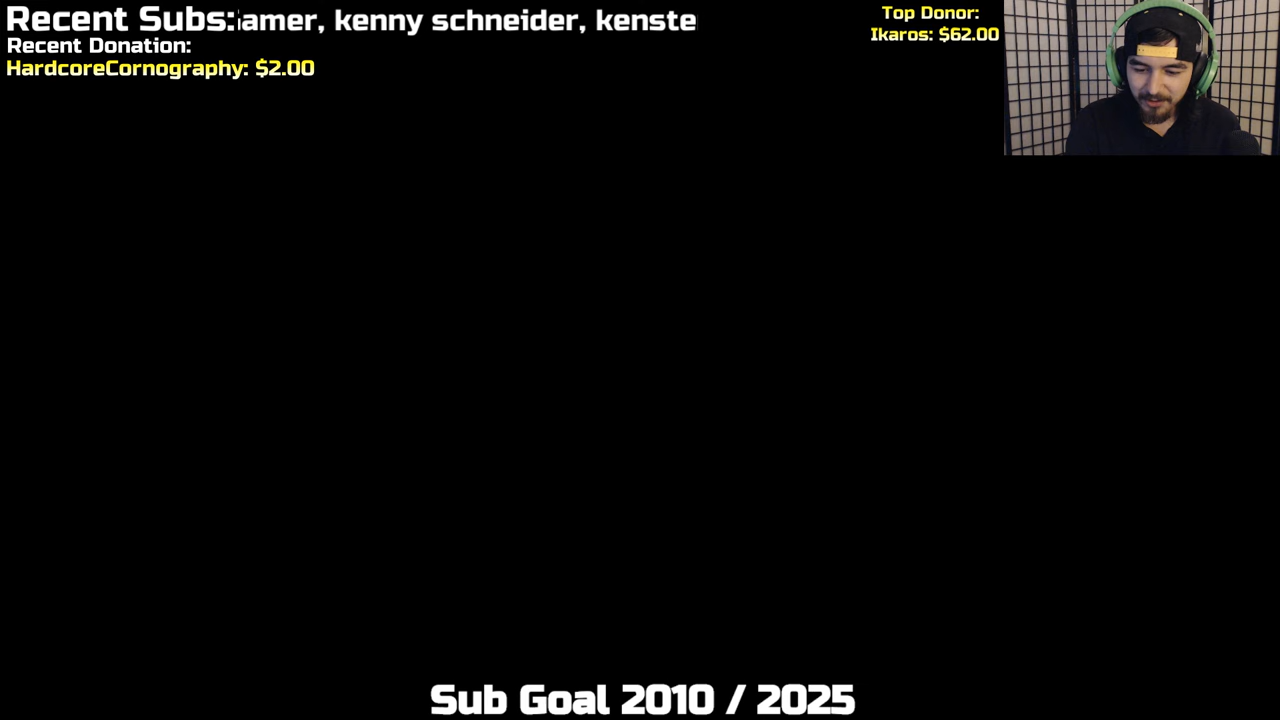 Recent Subs: amer, kenny schneider, kenste
Recent Donation:
HardcoreCornography: $2.00
Top Donor:
Ikaros: $62.00
Sub Goal 2010 / 2025